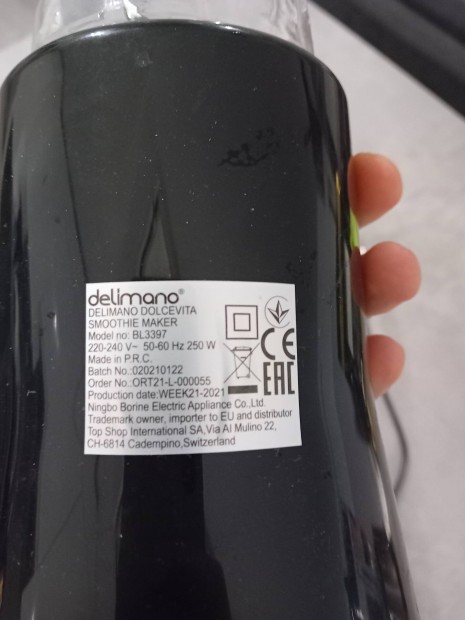 delimano®
DELIMANO DOLCEVITA
SMOOTHIE MAKER
Model no: BL3397
220-240 V~ 50-60 Hz 250 W
Made in P.R.C.
Batch No.:020210122
Order No.:ORT21-L-000055
Production date:WEEK21-2021
Ningbo Borine Electric Appliance Co.,Ltd.
Trademark owner, importer to EU and distributor
Top Shop International SA,Via Al Mulino 22,
CH-6814 Cadempino,Switzerland
CE
EAC